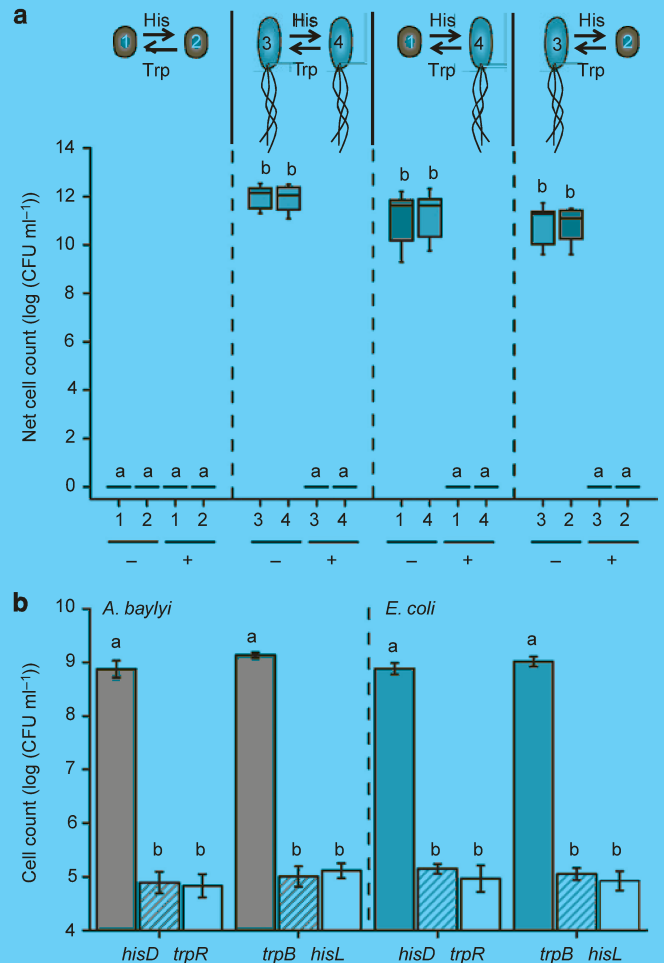 a
His His His His
1 2 3 4 1 4 3 2
Trp Trp Trp Trp
14
12
10
8
6
4
2
0
Net cell count (log (CFU ml⁻¹))
b b b b b b
a a a a a a a a a a
1 2 1 2 3 4 3 4 1 4 1 4 3 2 3 2
– + – + – + – +
b
10
9
8
7
6
5
4
Cell count (log (CFU ml⁻¹))
A. baylyi E. coli
a a a a
b b b b b b b b
hisD trpR trpB hisL hisD trpR trpB hisL